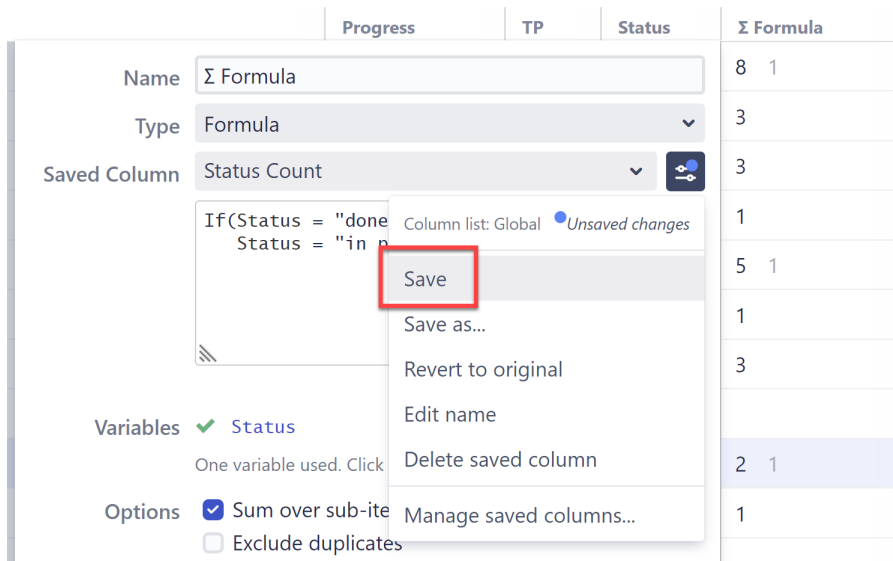 Progress TP Status Σ Formula
Name Σ Formula
Type Formula
Saved Column Status Count
If(Status = "done
Status = "in
Column list: Global Unsaved changes
Save
Save as...
Revert to original
Edit name
Delete saved column
Manage saved columns...
Variables Status
One variable used. Click
Options Sum over sub-ite
Exclude duplicates
8 1
3
3
1
5 1
1
3
2 1
1